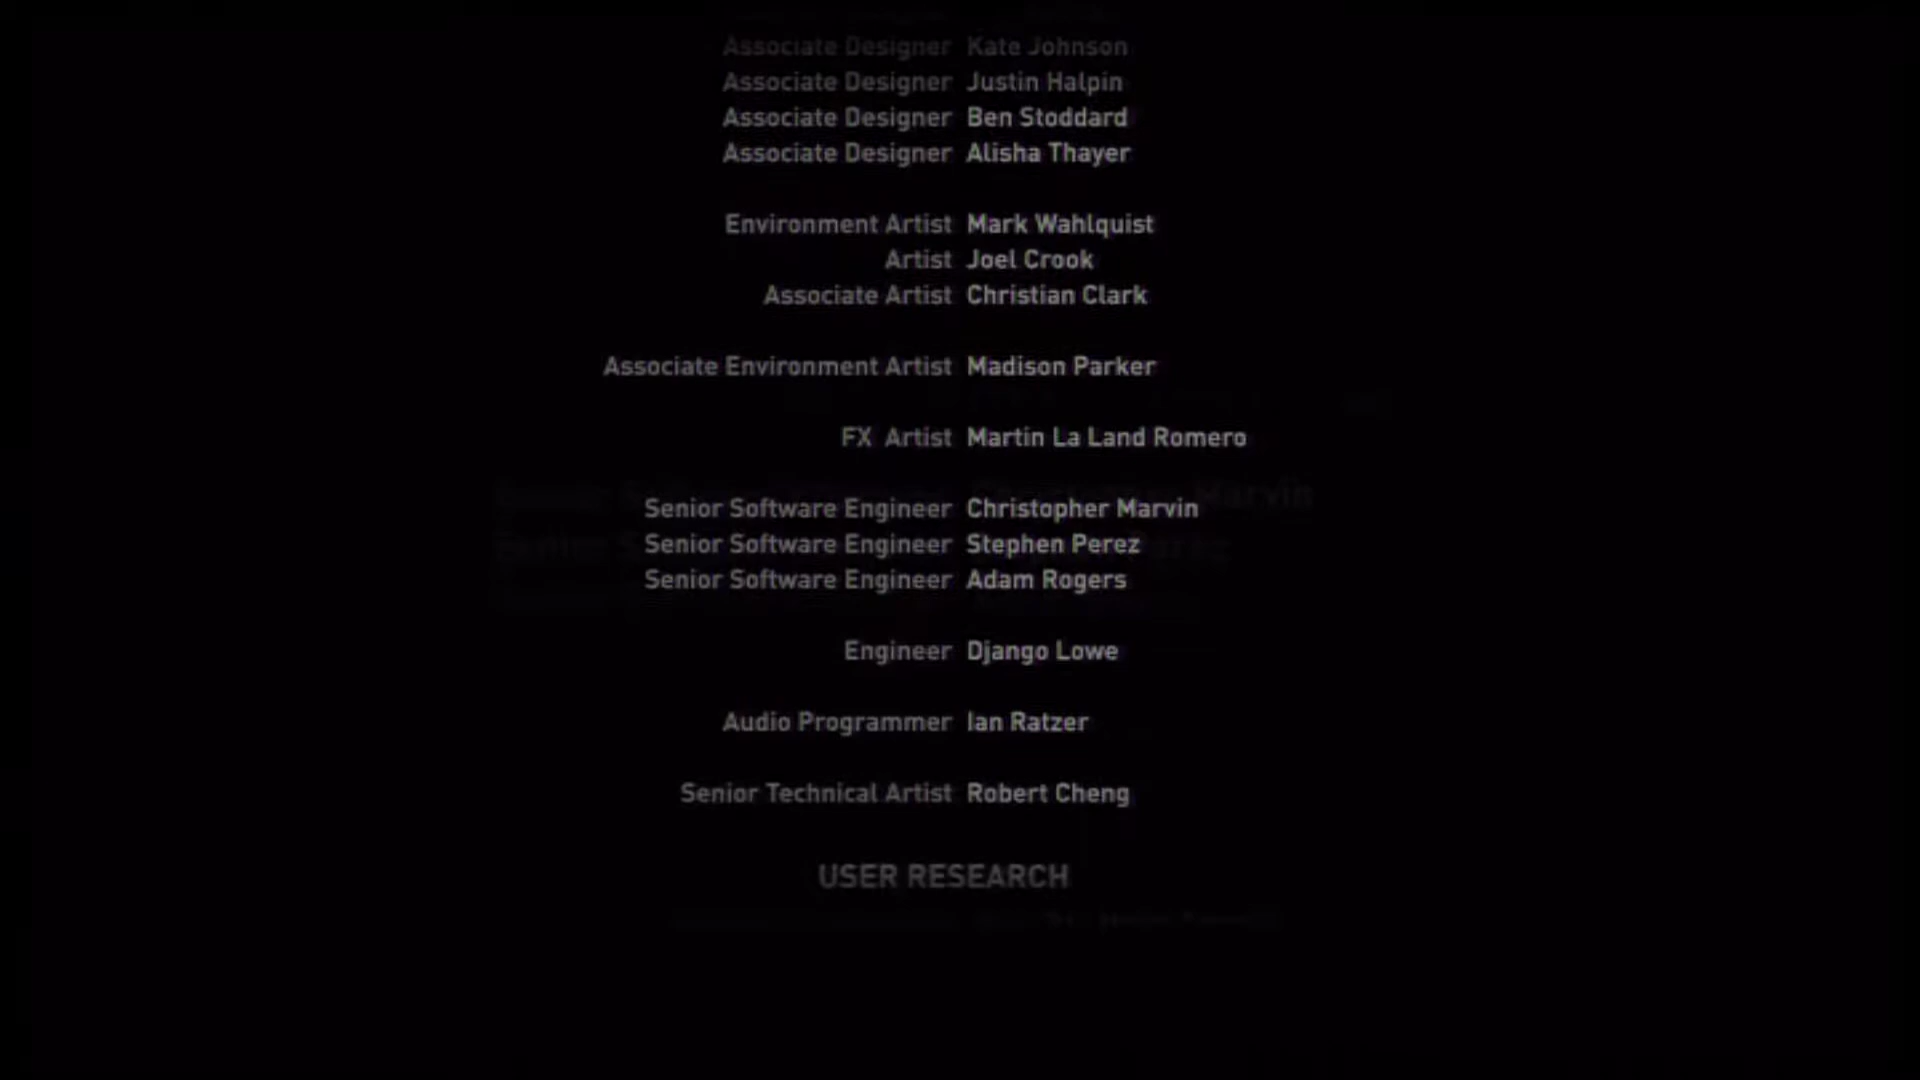 Associate Designer Kate Johnson
Associate Designer Justin Halpin
Associate Designer Ben Stoddard
Associate Designer Alisha Thayer
Environment Artist Mark Wahlquist
Artist Joel Crook
Associate Artist Christian Clark
Associate Environment Artist Madison Parker
FX Artist Martin La Land Romero
Senior Software Engineer Christopher Marvin
Senior Software Engineer Stephen Perez
Senior Software Engineer Adam Rogers
Engineer Django Lowe
Audio Programmer Ian Ratzer
Senior Technical Artist Robert Cheng
USER RESEARCH